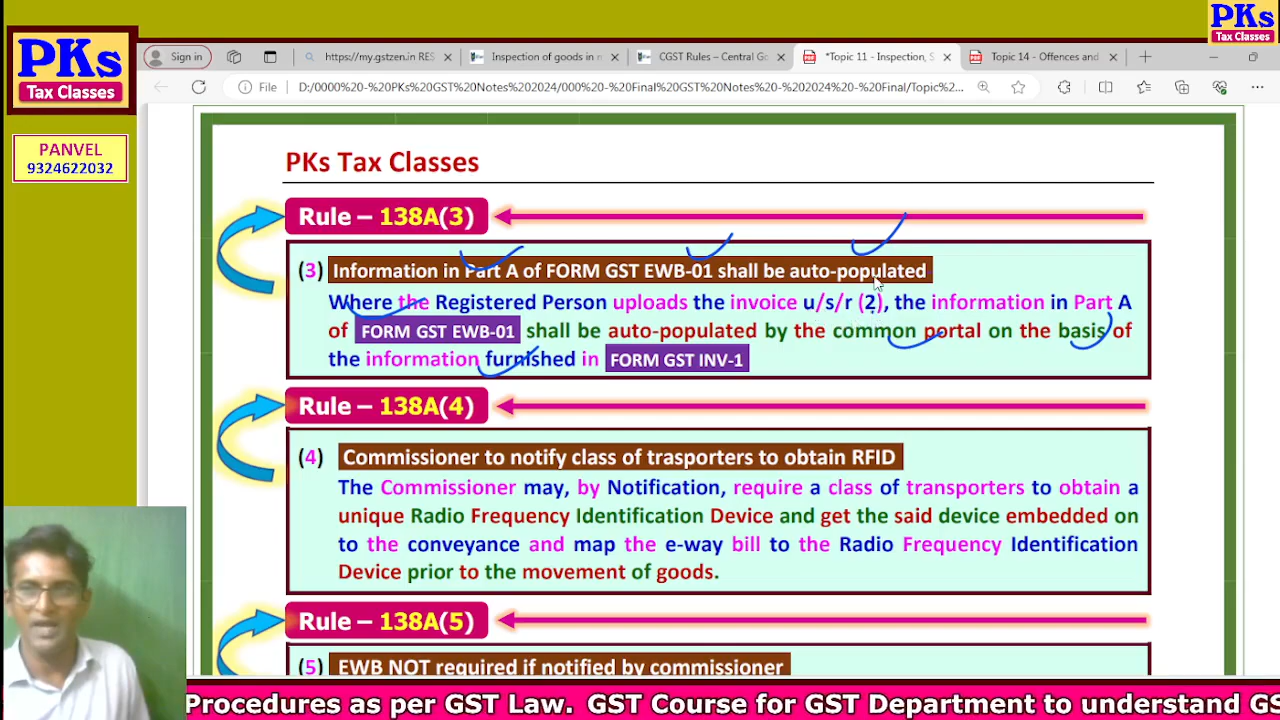 PKs
Tax Classes
PKs
Tax Classes
PANVEL
9324622032
Sign in
https://my.gstzen.in RES
Inspection of goods in m
CGST Rules – Central Go
*Topic 11 - Inspection, S
Topic 14 - Offences and
File
D:/0000%20-%20PKs%20GST%20Notes%202024/000%20-%20Final%20GST%20Notes%20-%202024%20-%20Final/Topic%2...
PKs Tax Classes
Rule – 138A(3)
(3) Information in Part A of FORM GST EWB-01 shall be auto-populated
Where the Registered Person uploads the invoice u/s/r (2), the information in Part A
of FORM GST EWB-01 shall be auto-populated by the common portal on the basis of
the information furnished in FORM GST INV-1
Rule – 138A(4)
(4) Commissioner to notify class of trasporters to obtain RFID
The Commissioner may, by Notification, require a class of transporters to obtain a
unique Radio Frequency Identification Device and get the said device embedded on
to the conveyance and map the e-way bill to the Radio Frequency Identification
Device prior to the movement of goods.
Rule – 138A(5)
(5) EWB NOT required if notified by commissioner
Procedures as per GST Law. GST Course for GST Department to understand GS